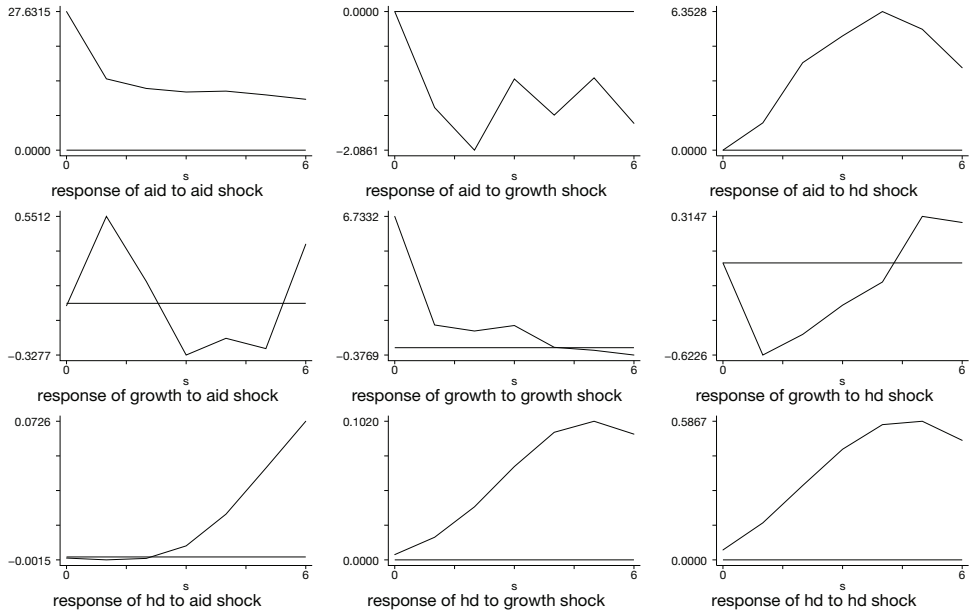 27.6315
0.0000
0
6
s
response of aid to aid shock
0.0000
−2.0861
0
6
s
response of aid to growth shock
6.3528
0.0000
0
6
s
response of aid to hd shock
0.5512
−0.3277
0
6
s
response of growth to aid shock
6.7332
−0.3769
0
6
s
response of growth to growth shock
0.3147
−0.6226
0
6
s
response of growth to hd shock
0.0726
−0.0015
0
6
s
response of hd to aid shock
0.1020
0.0000
0
6
s
response of hd to growth shock
0.5867
0.0000
0
6
s
response of hd to hd shock